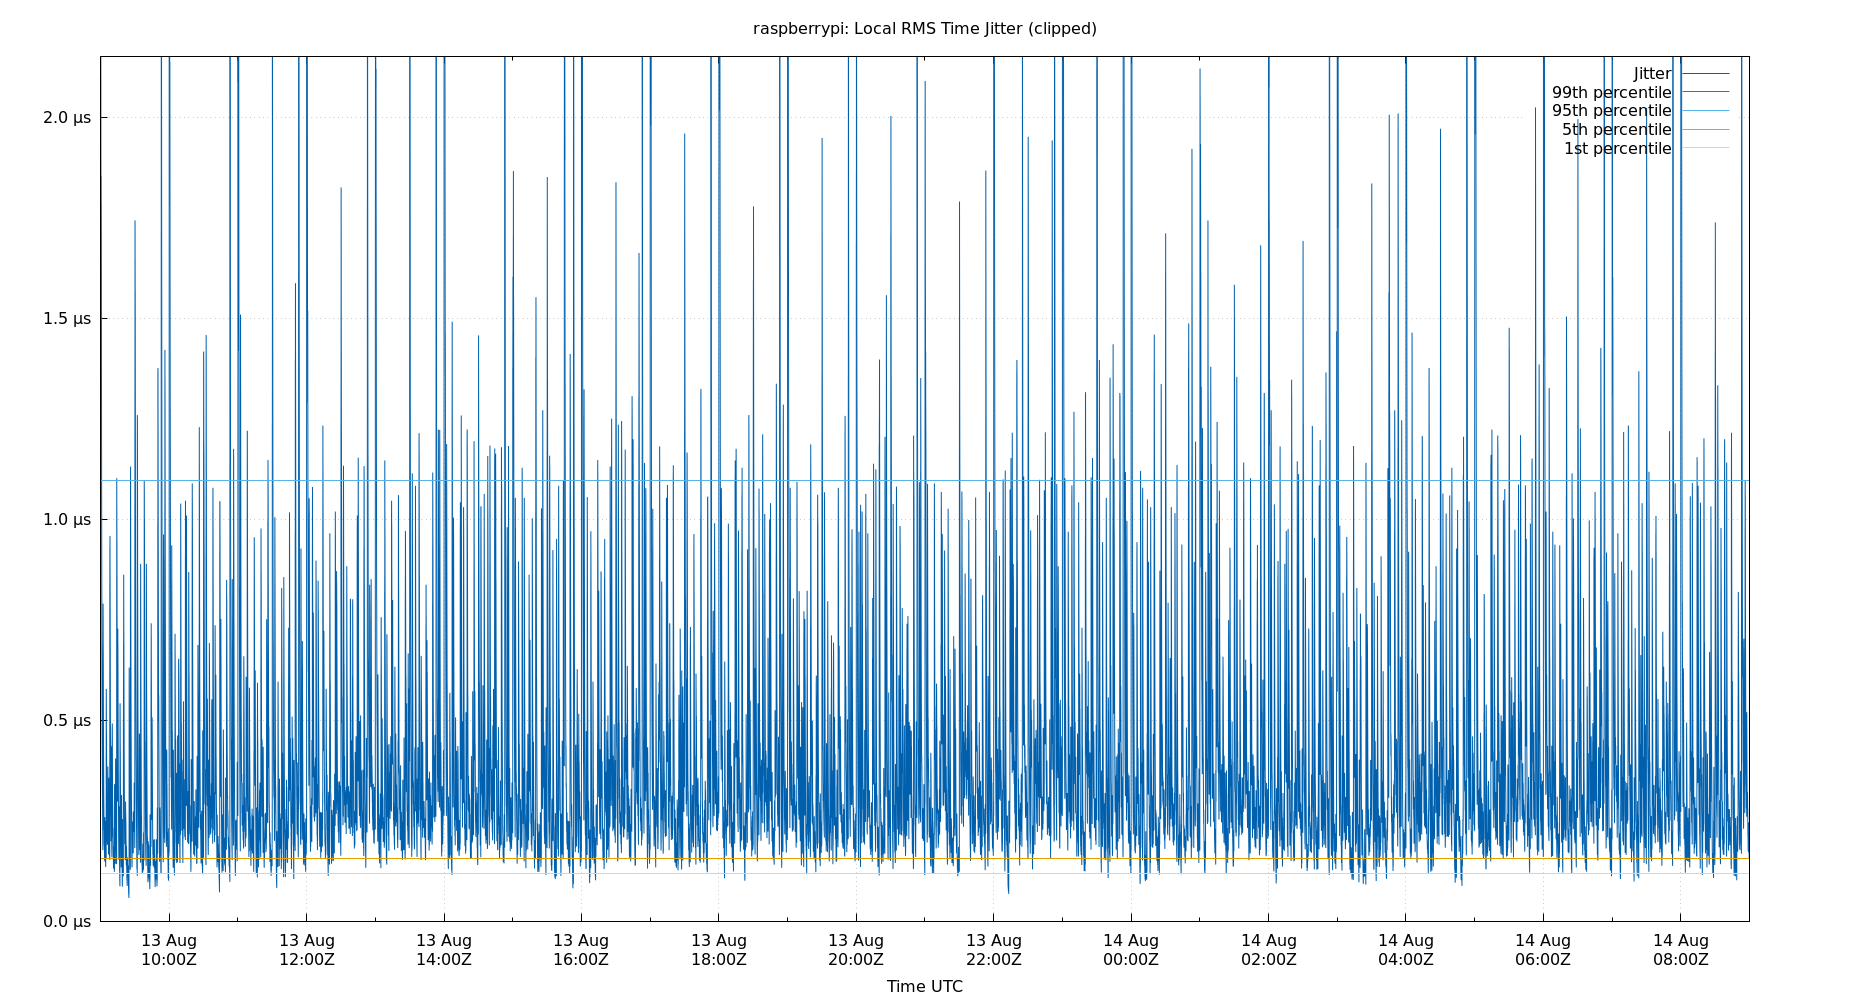 raspberrypi: Local RMS Time Jitter (clipped)
Jitter
99th percentile
95th percentile
5th percentile
1st percentile
2.0 µs
1.5 µs
1.0 µs
0.5 µs
0.0 µs
13 Aug 13 Aug 13 Aug 13 Aug 13 Aug 13 Aug 13 Aug 14 Aug 14 Aug 14 Aug 14 Aug 14 Aug
10:00Z 12:00Z 14:00Z 16:00Z 18:00Z 20:00Z 22:00Z 00:00Z 02:00Z 04:00Z 06:00Z 08:00Z
Time UTC